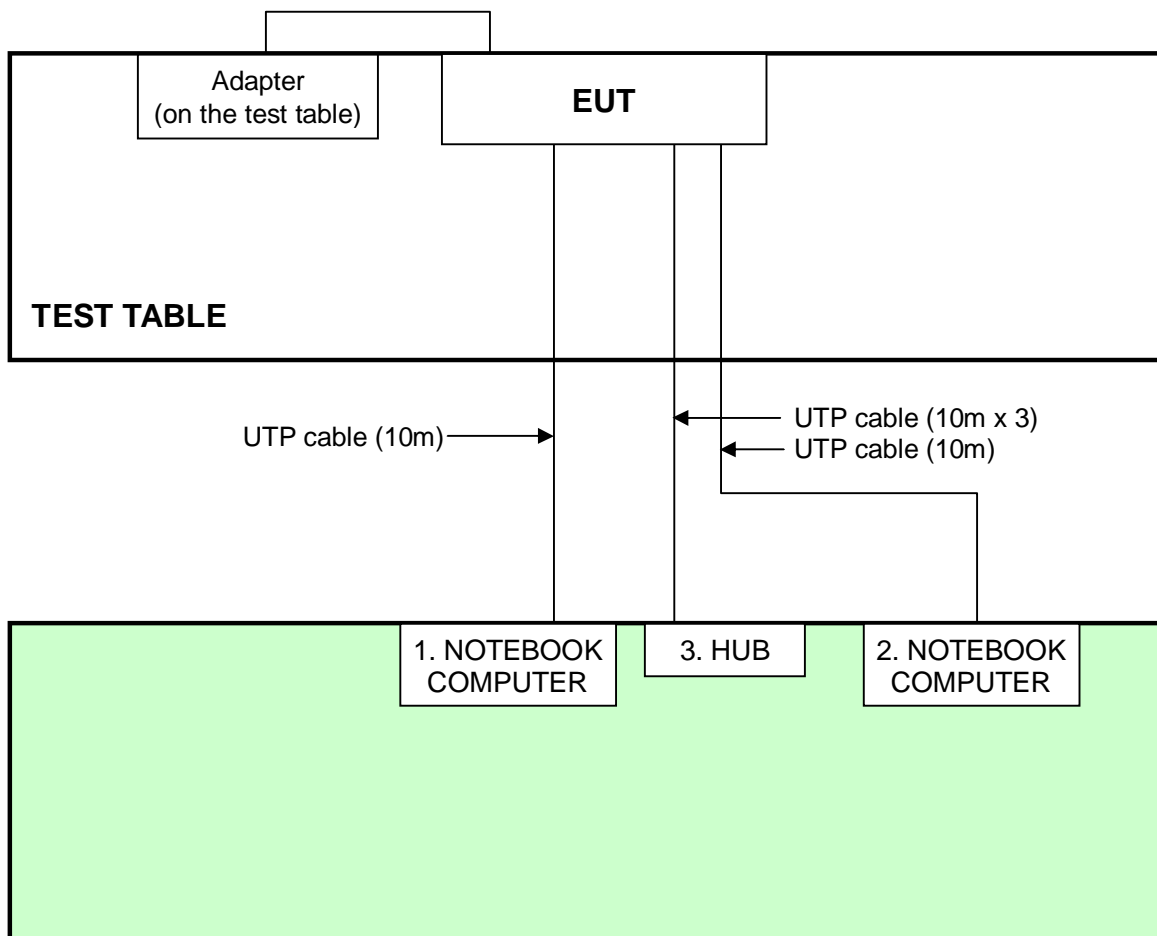 Adapter
(on the test table)
EUT
TEST TABLE
UTP cable (10m)
UTP cable (10m x 3)
UTP cable (10m)
1. NOTEBOOK
COMPUTER
3. HUB
2. NOTEBOOK
COMPUTER